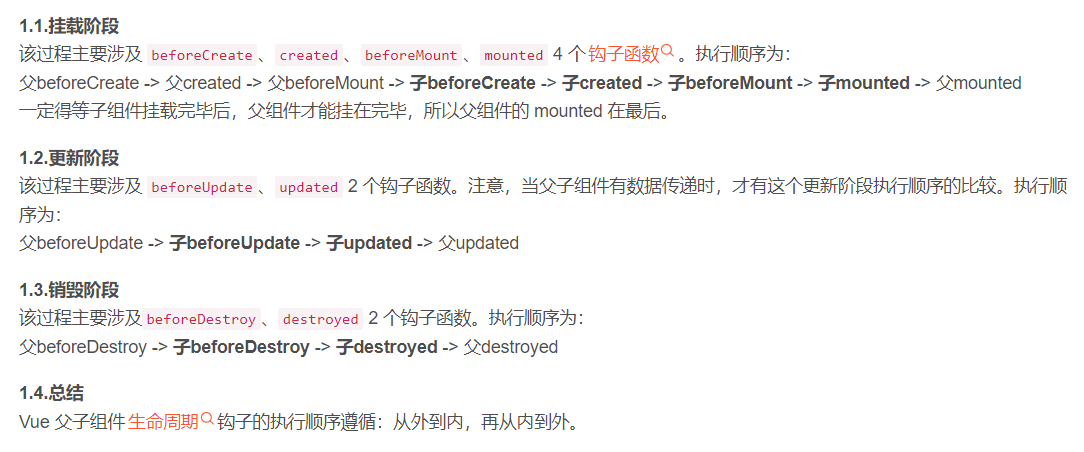 1.1.挂载阶段
该过程主要涉及 beforeCreate、created、beforeMount、mounted 4 个钩子函数。执行顺序为：
父beforeCreate -> 父created -> 父beforeMount -> 子beforeCreate -> 子created -> 子beforeMount -> 子mounted -> 父mounted
一定得等子组件挂载完毕后，父组件才能挂在完毕，所以父组件的 mounted 在最后。
1.2.更新阶段
该过程主要涉及 beforeUpdate、updated 2 个钩子函数。注意，当父子组件有数据传递时，才有这个更新阶段执行顺序的比较。执行顺
序为：
父beforeUpdate -> 子beforeUpdate -> 子updated -> 父updated
1.3.销毁阶段
该过程主要涉及beforeDestroy、destroyed 2 个钩子函数。执行顺序为：
父beforeDestroy -> 子beforeDestroy -> 子destroyed -> 父destroyed
1.4.总结
Vue 父子组件生命周期钩子的执行顺序遵循：从外到内，再从内到外。